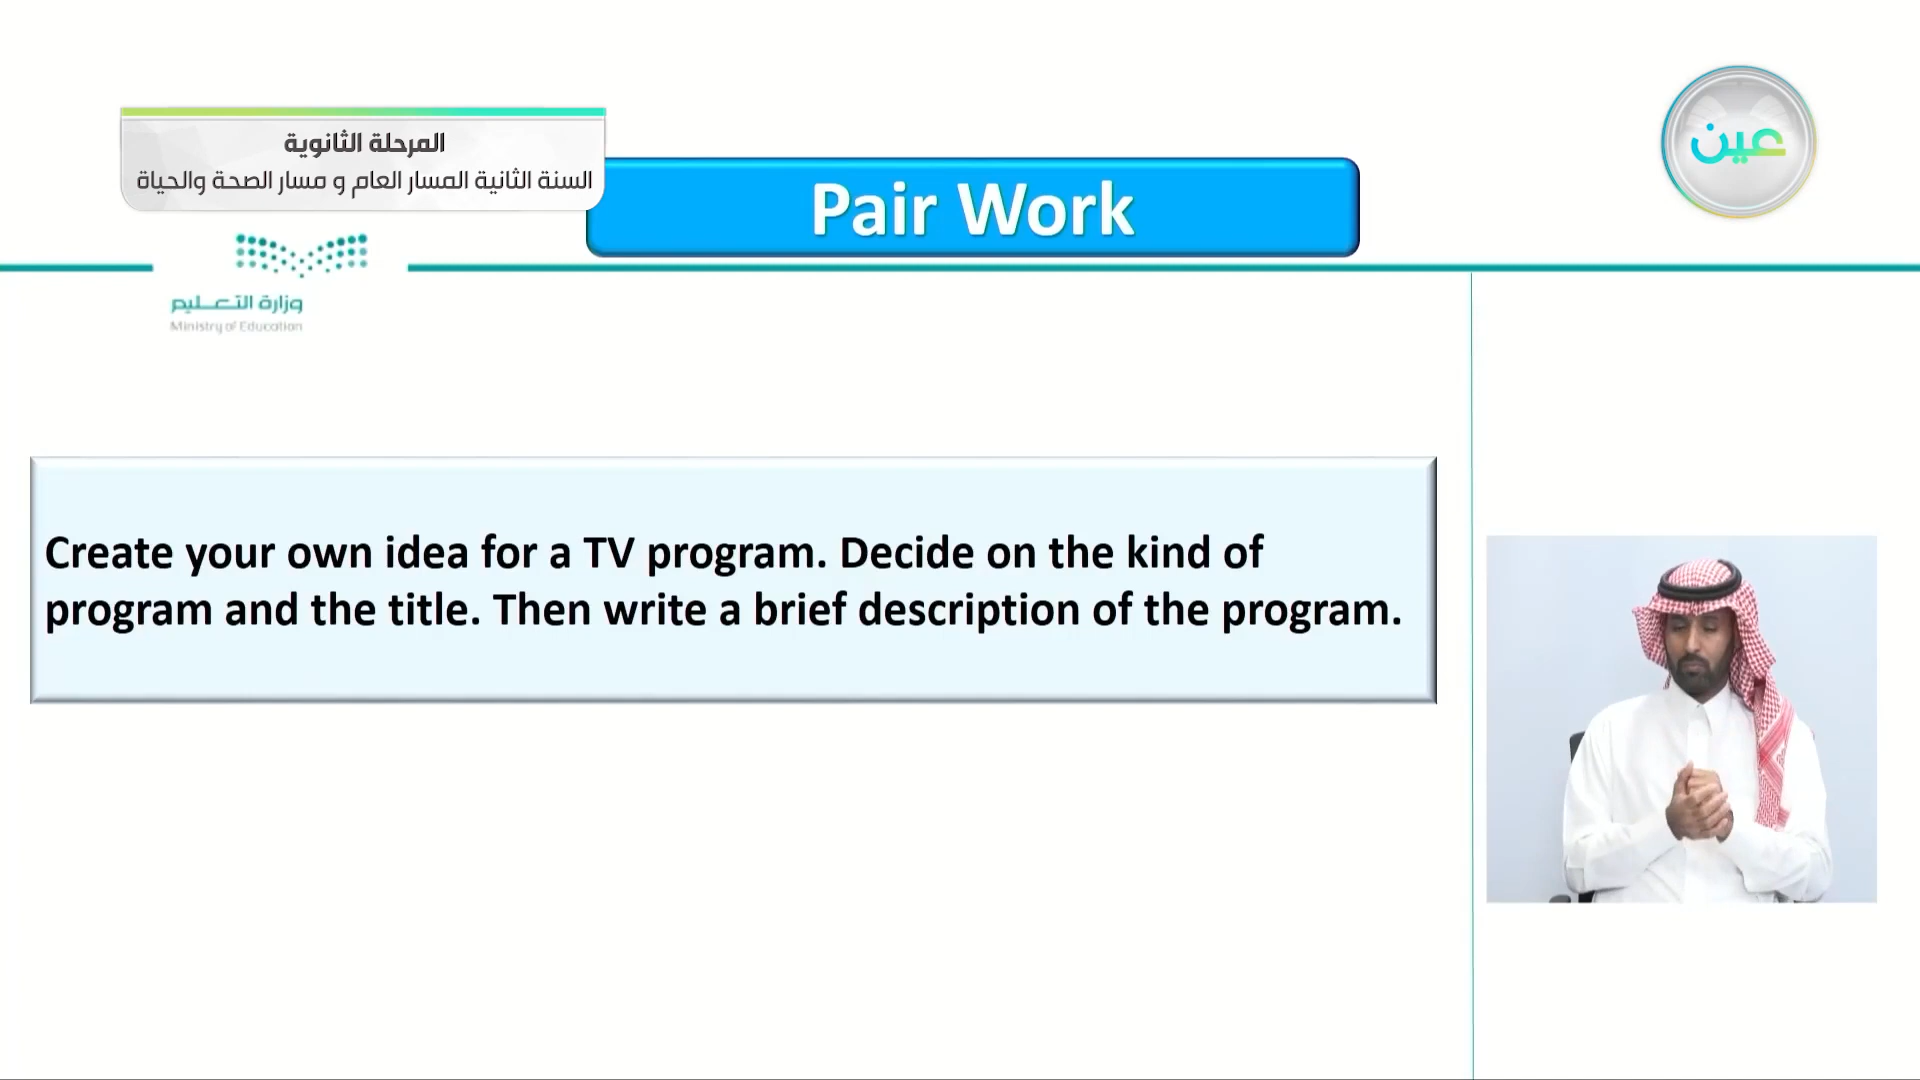 المرحلة الثانوية
السنة الثانية المسار العام و مسار الصحة والحياة
عين
Pair Work
وزارة التعليم
Ministry of Education
Create your own idea for a TV program. Decide on the kind of
program and the title. Then write a brief description of the program.